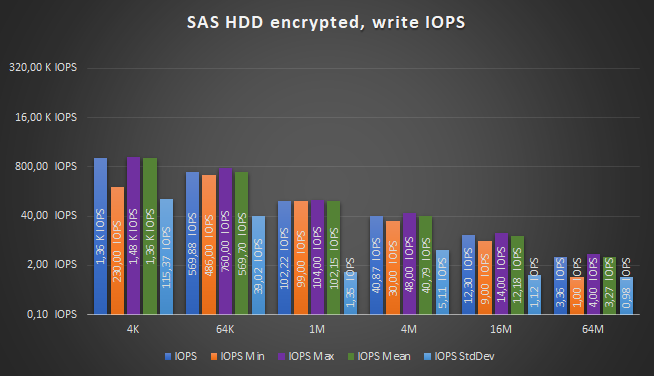 SAS HDD encrypted, write IOPS
320,00 K IOPS
16,00 K IOPS
800,00 IOPS
40,00 IOPS
2,00 IOPS
0,10 IOPS
1,36 K IOPS
230,00 IOPS
1,48 K IOPS
1,36 K IOPS
115,37 IOPS
569,88 IOPS
486,00 IOPS
760,00 IOPS
569,70 IOPS
39,02 IOPS
102,22 IOPS
99,00 IOPS
104,00 IOPS
102,15 IOPS
1,35 IOPS
40,87 IOPS
30,00 IOPS
48,00 IOPS
40,79 IOPS
5,11 IOPS
12,30 IOPS
9,00 IOPS
14,00 IOPS
12,18 IOPS
1,12 IOPS
3,36 IOPS
1,00 IOPS
4,00 IOPS
3,27 IOPS
0,98 IOPS
4K 64K 1M 4M 16M 64M
IOPS IOPS Min IOPS Max IOPS Mean IOPS StdDev